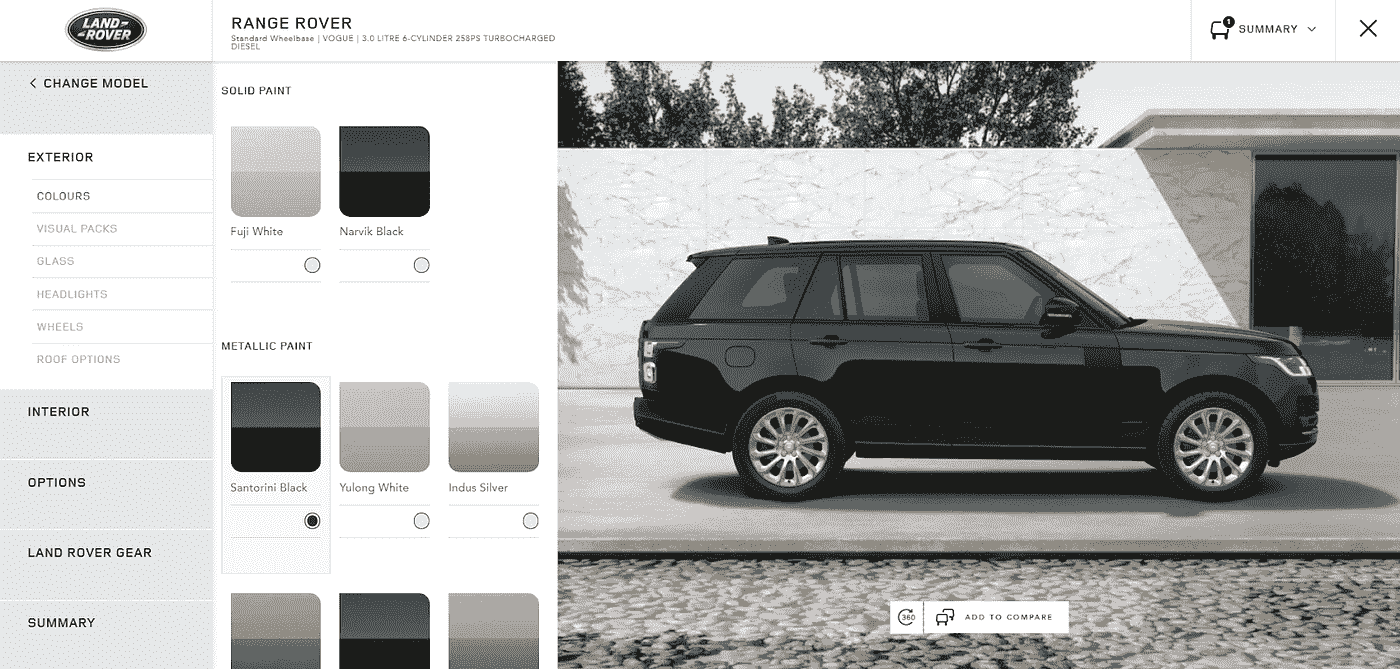 LAND
ROVER
RANGE ROVER
Standard Wheelbase | VOGUE | 3.0 LITRE 6-CYLINDER 258PS TURBOCHARGED
DIESEL
1
SUMMARY
CHANGE MODEL
EXTERIOR
COLOURS
VISUAL PACKS
GLASS
HEADLIGHTS
WHEELS
ROOF OPTIONS
INTERIOR
OPTIONS
LAND ROVER GEAR
SUMMARY
SOLID PAINT
Fuji White
Narvik Black
METALLIC PAINT
Santorini Black
Yulong White
Indus Silver
360
ADD TO COMPARE